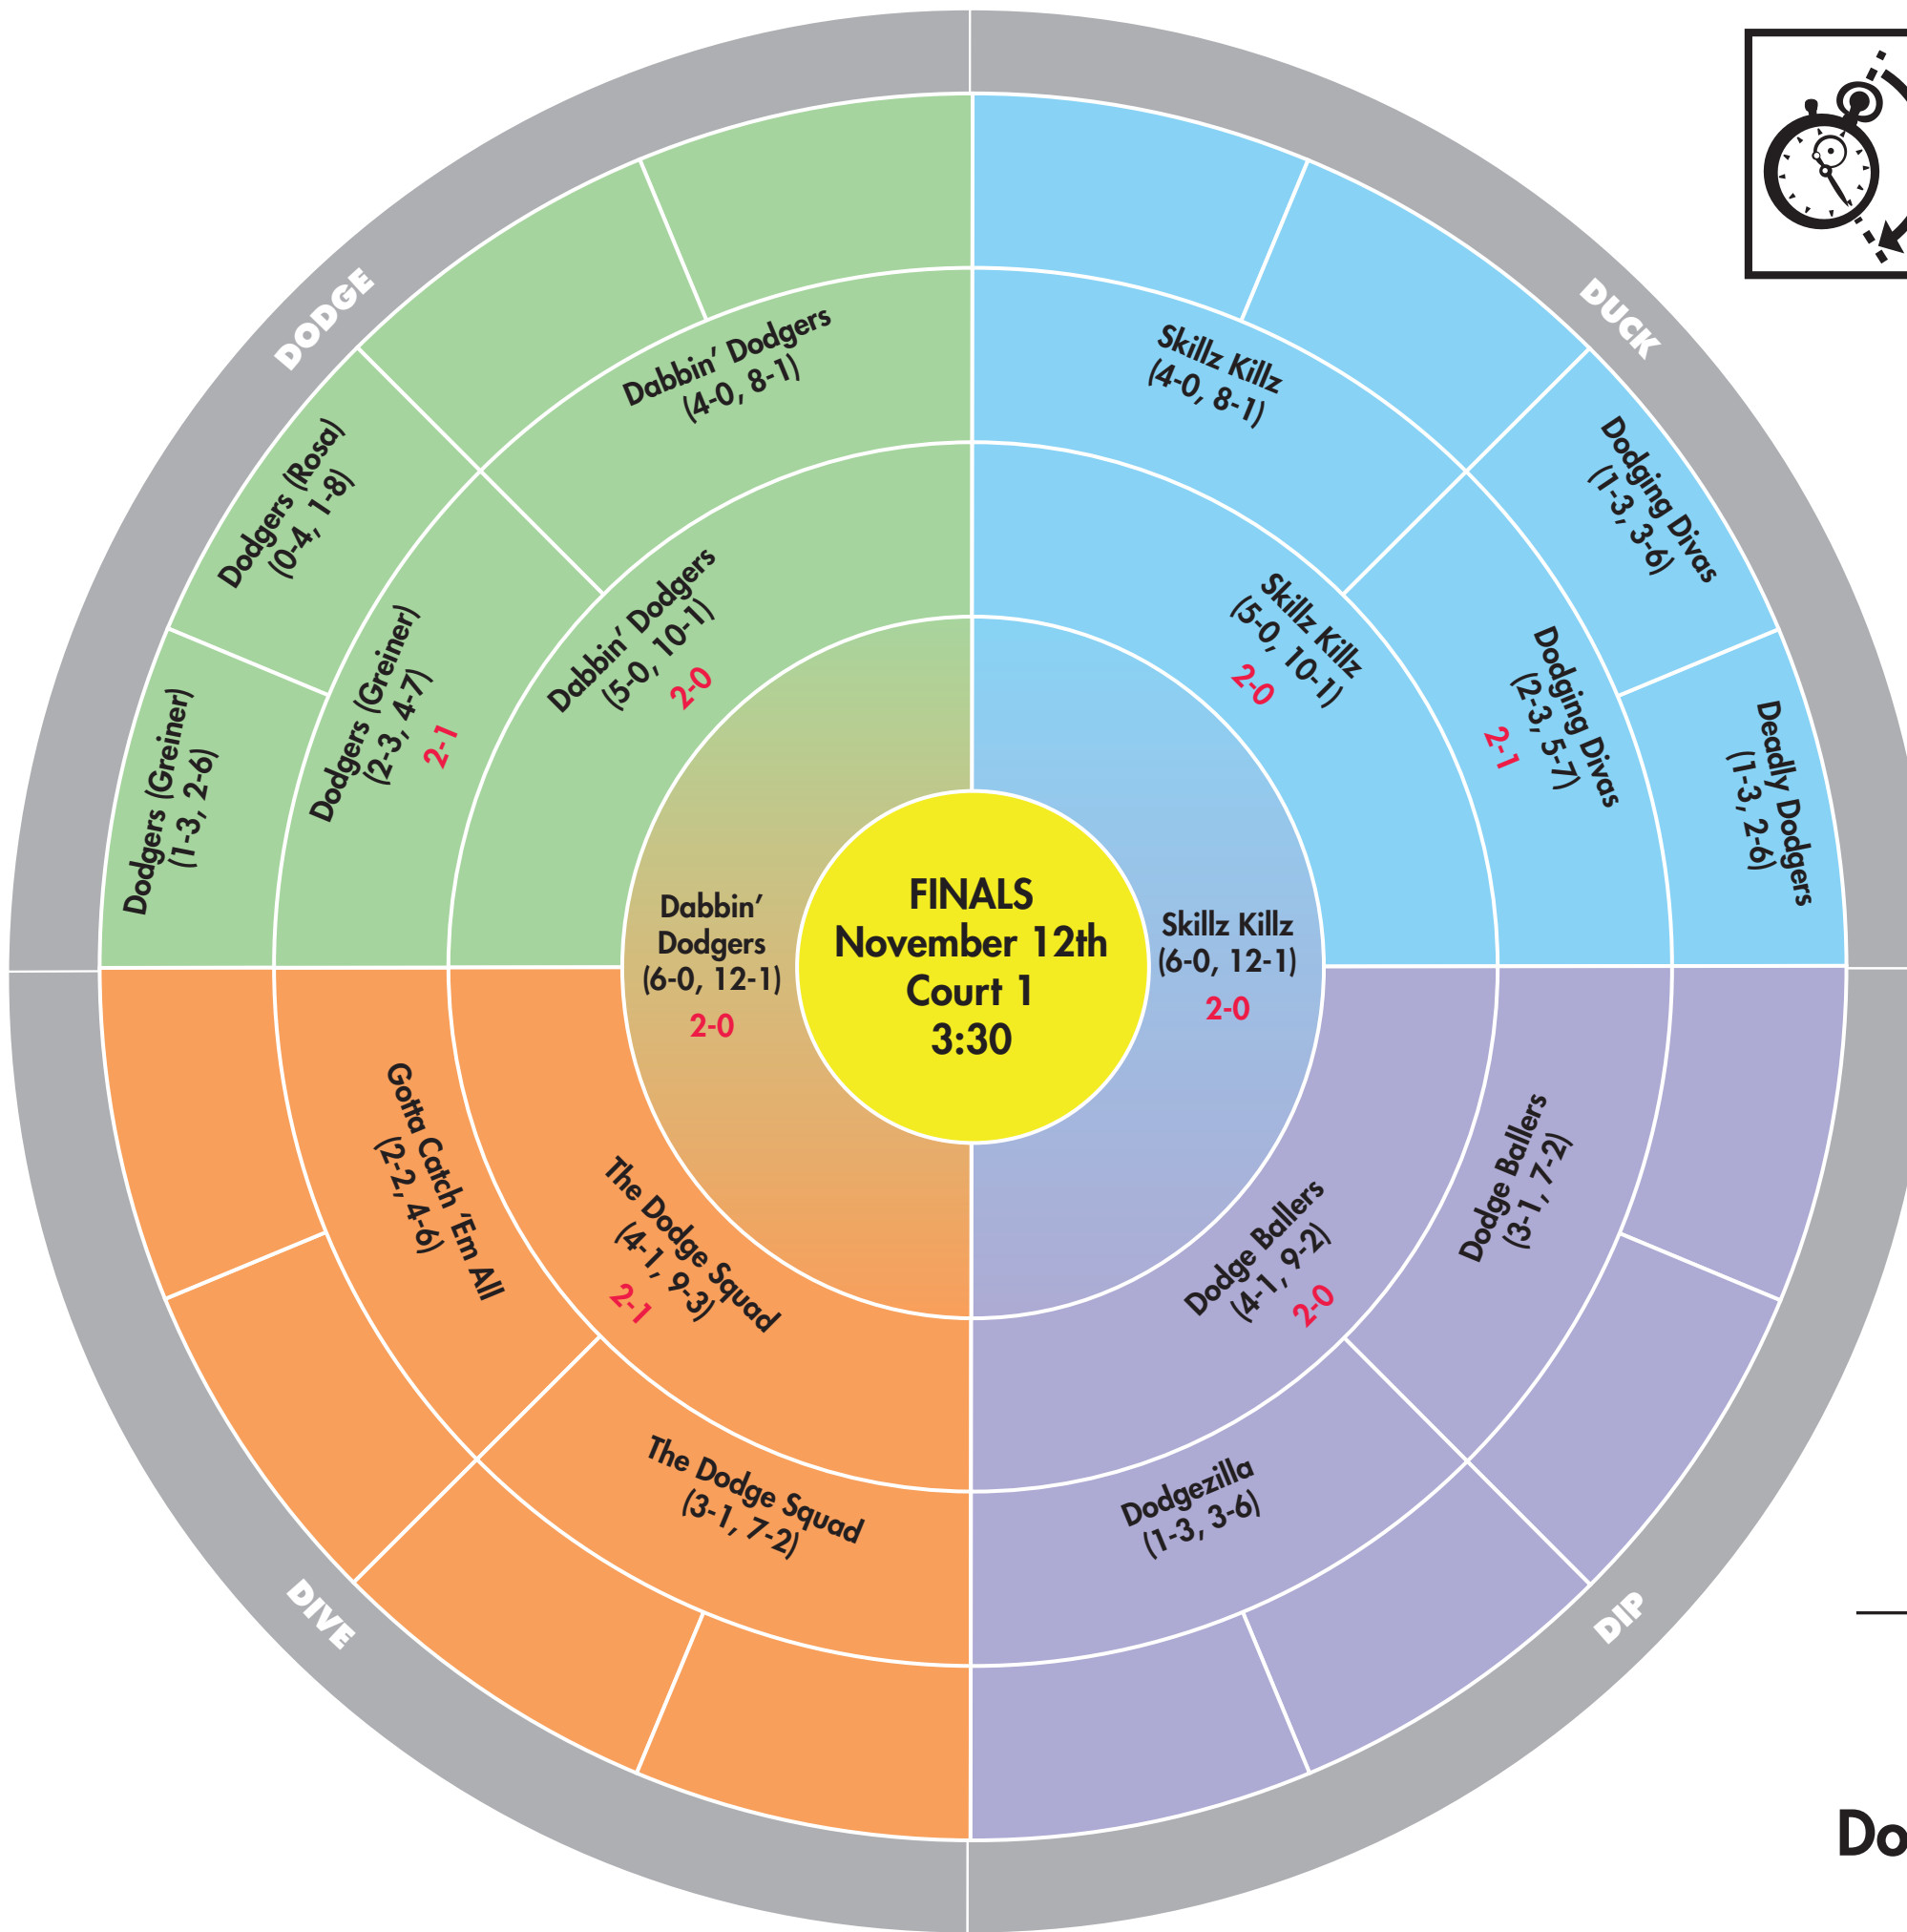 DODGE
DUCK
Dabbin’ Dodgers
(4-0, 8-1)
Skillz Killz
(4-0, 8-1)
Dodgers (Rosa)
(0-4, 1-8)
Dodging Divas
(1-3, 3-6)
Dabbin’ Dodgers
(5-0, 10-1)
2-0
Skillz Killz
(5-0, 10-1)
2-0
Dodgers (Greiner)
(2-3, 4-7)
2-1
Dodging Divas
(2-3, 5-7)
2-1
Dodgers (Greiner)
(1-3, 2-6)
Deadly Dodgers
(1-3, 2-6)
Dabbin’
Dodgers
(6-0, 12-1)
2-0
FINALS
November 12th
Court 1
3:30
Skillz Killz
(6-0, 12-1)
2-0
Gotta Catch ‘Em All
(2-2, 4-6)
The Dodge Squad
(4-1, 9-3)
2-1
Dodge Ballers
(4-1, 9-2)
2-0
Dodge Ballers
(3-1, 7-2)
The Dodge Squad
(3-1, 7-2)
Dodgezilla
(1-3, 3-6)
DIVE
DIP
Do